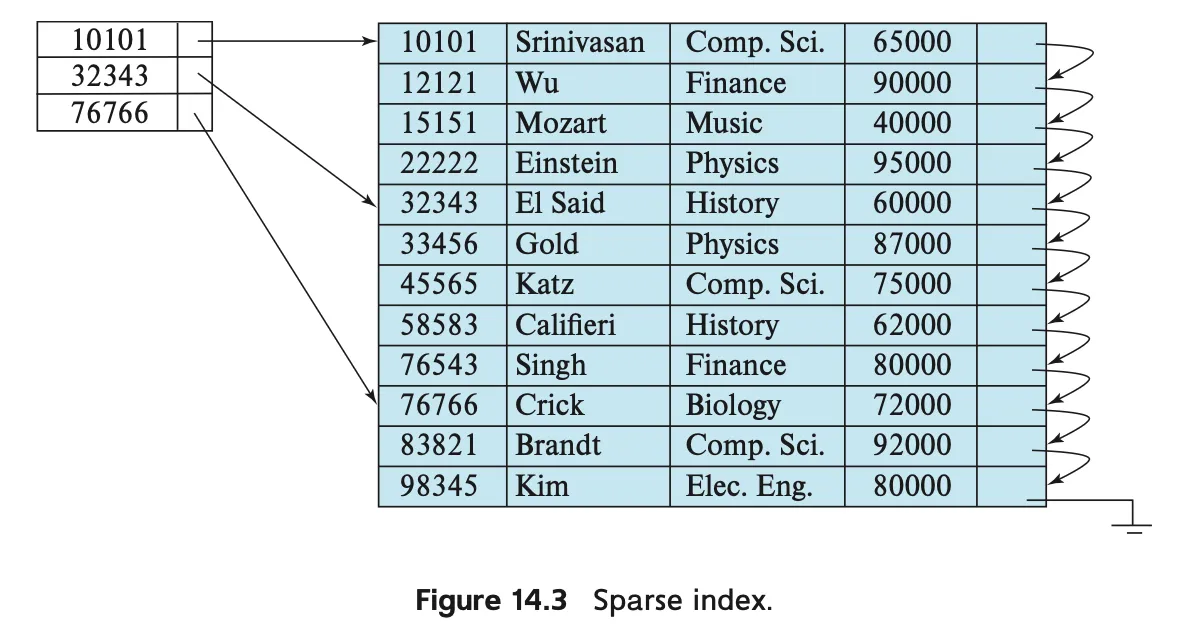 10101
32343
76766
10101 Srinivasan Comp. Sci. 65000
12121 Wu Finance 90000
15151 Mozart Music 40000
22222 Einstein Physics 95000
32343 El Said History 60000
33456 Gold Physics 87000
45565 Katz Comp. Sci. 75000
58583 Califieri History 62000
76543 Singh Finance 80000
76766 Crick Biology 72000
83821 Brandt Comp. Sci. 92000
98345 Kim Elec. Eng. 80000
Figure 14.3 Sparse index.